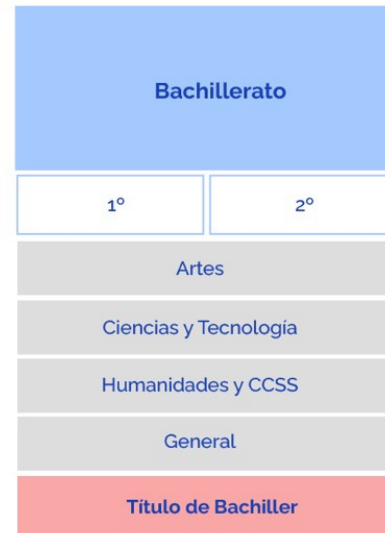 Bachillerato
1º
2º
Artes
Ciencias y Tecnología
Humanidades y CCSS
General
Título de Bachiller